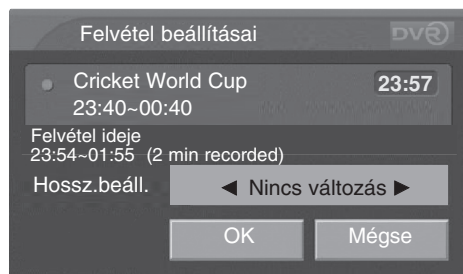 Felvétel beállításai
DVR
Cricket World Cup
23:57
23:40~00:40
Felvétel ideje
23:54~01:55 (2 min recorded)
Hossz.beáll.
◀ Nincs változás ▶
OK
Mégse